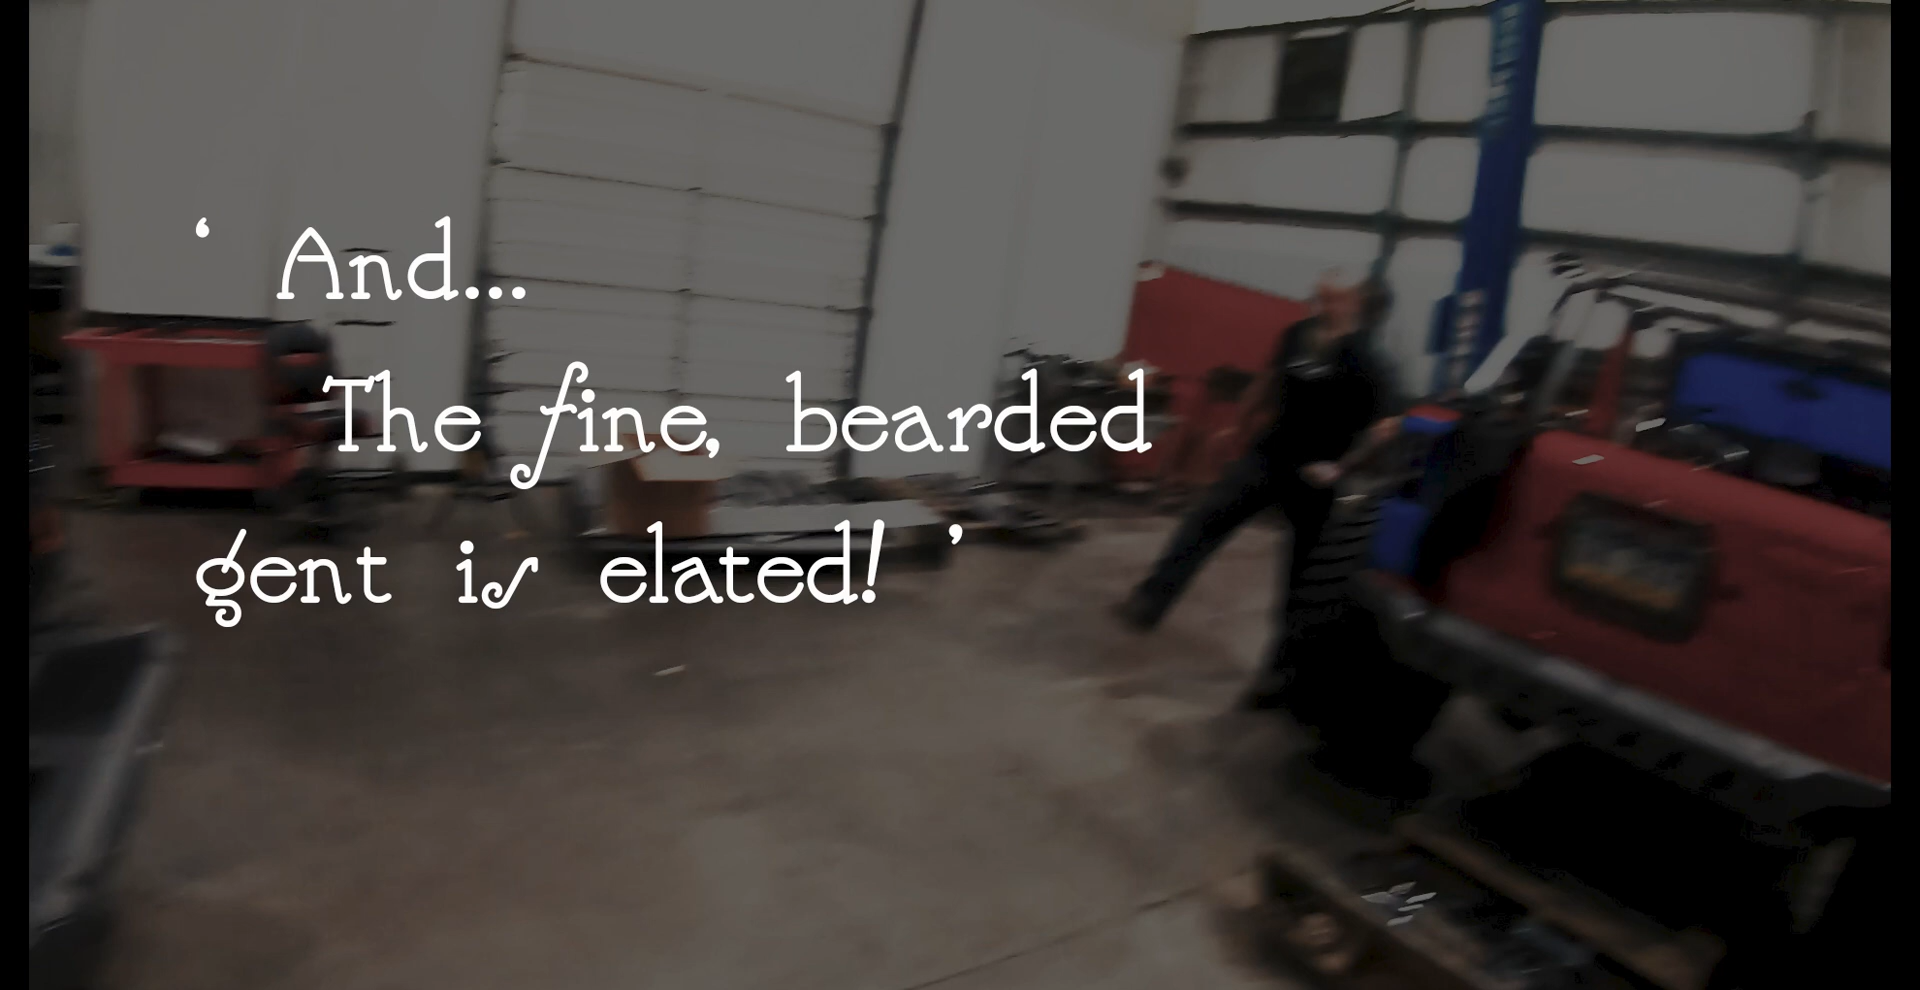 ‘ And...
The fine, bearded
gent is elated! ’